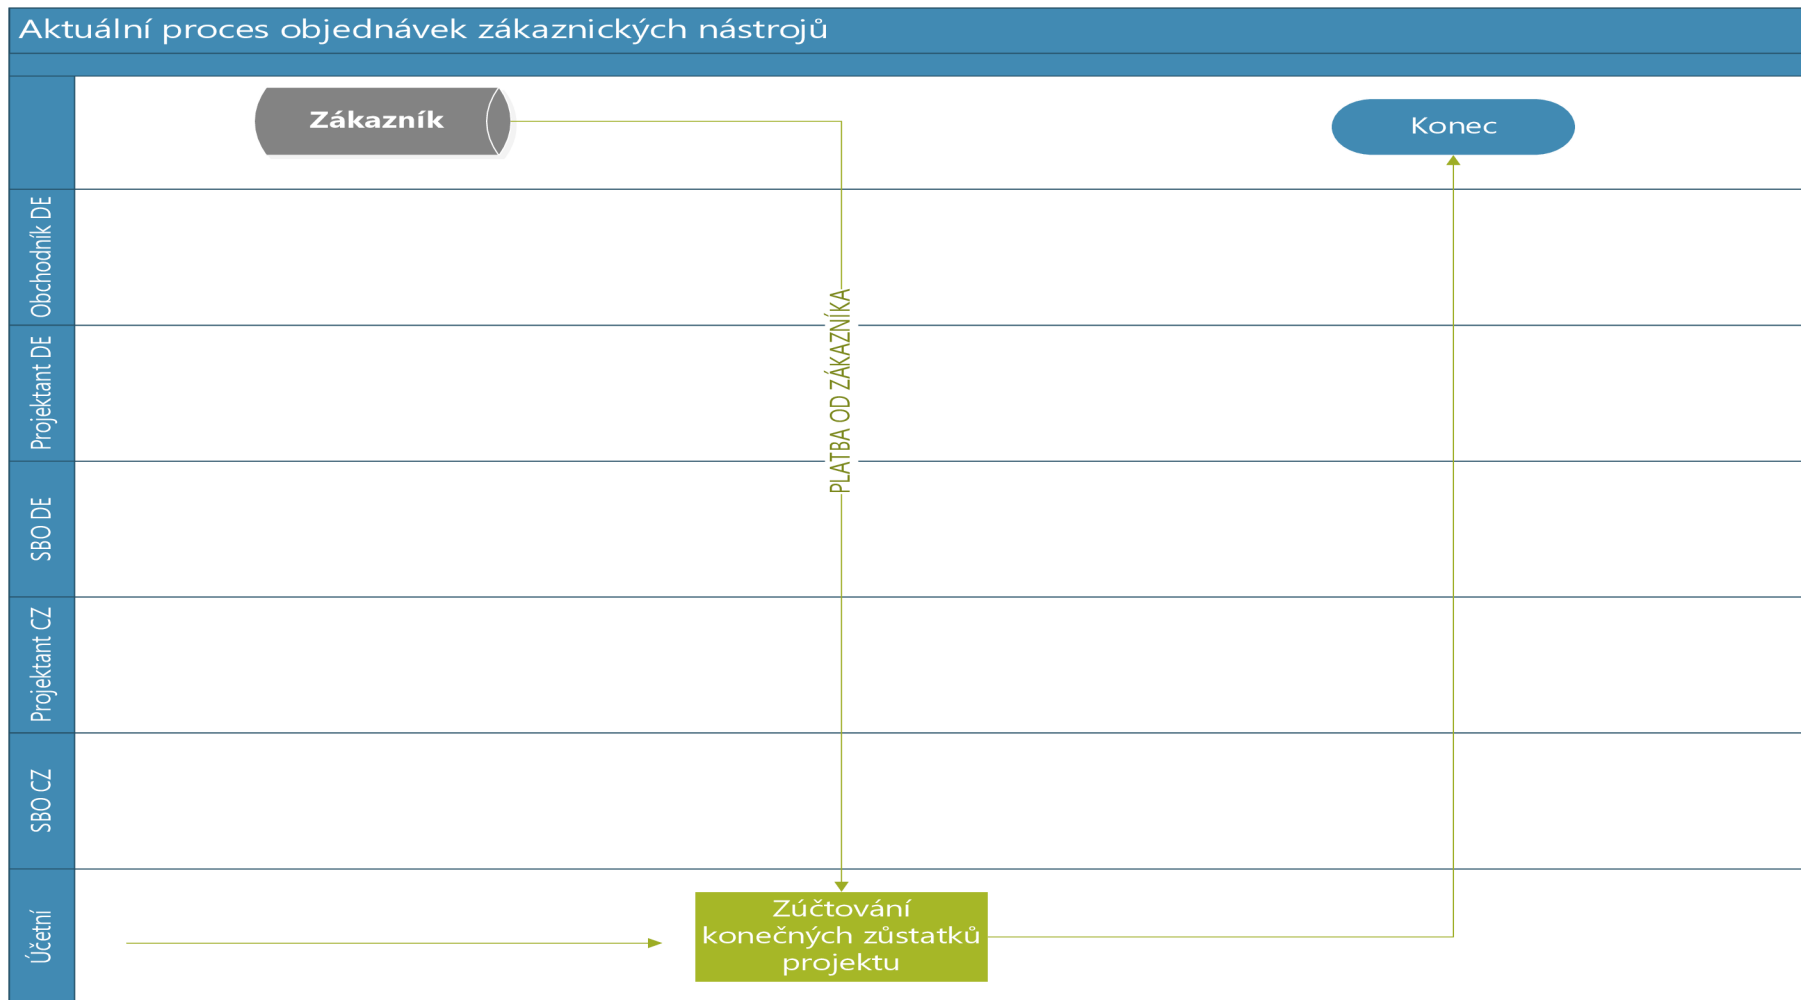 Aktuální proces objednávek zákaznických nástrojů
Zákazník
Konec
Obchodník DE
Projektant DE
PLATBA OD ZÁKAZNÍKA
SBO DE
Projektant CZ
SBO CZ
Účetní
Zúčtování
konečných zůstatků
projektu